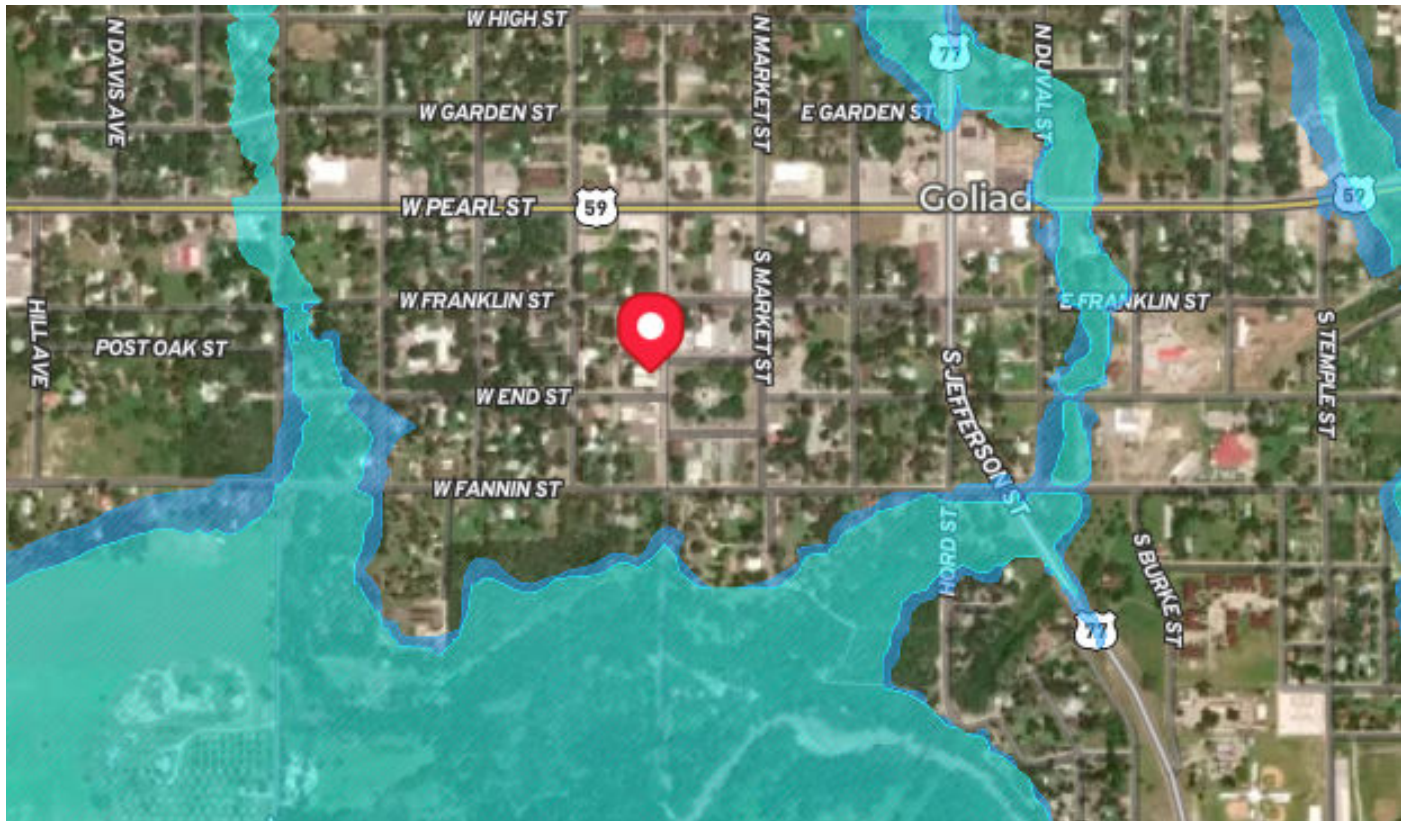 W HIGH ST
N DAVIS AVE
N MARKET ST
77
N DUVAL ST
W GARDEN ST
E GARDEN ST
W PEARL ST
59
Goliad
59
HILL AVE
W FRANKLIN ST
S MARKET ST
E FRANKLIN ST
POST OAK ST
S TEMPLE ST
W END ST
S JEFFERSON ST
W FANNIN ST
HORD ST
S BURKE ST
77